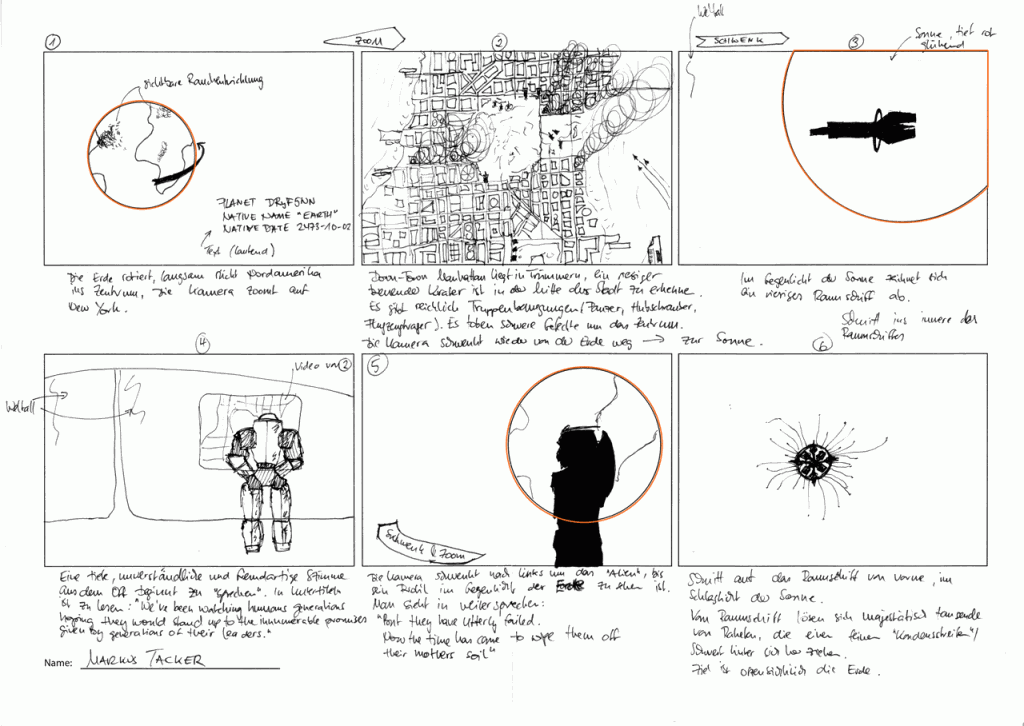 1
sichtbare Rauchentwicklung
PLANET DRyF5NN
NATIVE NAME "EARTH"
NATIVE DATE 2473-10-02
Text (laufend)
Die Erde rotiert, langsam rückt Nordamerika
ins Zentrum, die Kamera zoomt auf
New York.
ZOOM
2
Down-Town Manhattan liegt in Trümmern, ein riesiger
Krater ist in der Mitte der Stadt zu erkennen.
Es gibt reichlich Truppenbewegungen (Panzer, Hubschrauber,
Flugzeugträger). Es toben schwere Gefechte um das Zentrum.
Die Kamera schwenkt wieder von der Erde weg → zur Sonne.
Weltall
SCHWENK
3
Sonne, tief rot
glühend
Im Gegenlicht der Sonne zeichnet sich
ein riesiges Raumschiff ab.
Schnitt ins innere des
Raumschiffes
4
Weltall
Video von 2
Eine tiefe, unverständliche und fremdartige Stimme
aus dem Off beginnt zu "sprechen". In Untertiteln
ist zu lesen: "We've been watching humans generations
hoping they would stand up to the innumerable promises
given by generations of their leaders."
5
Schwenk & Zoom
Die Kamera schwenkt nach links um das "Alien", bis
sein im Gegenlicht der Erde zu sehen ist.
Man sieht in weiter sprechen:
"But they have utterly failed.
Now the time has come to wipe them off
their mothers soil"
6
Schnitt auf das Raumschiff von vorne, im
Schlaglicht der Sonne.
Vom Raumschiff lösen sich majestätisch tausende
von Raketen, die einen feinen "Kondensstreifen"/
Schweif hinter sich her ziehen.
Ziel ist offensichtlich die Erde.
Name: MARKUS TACKER